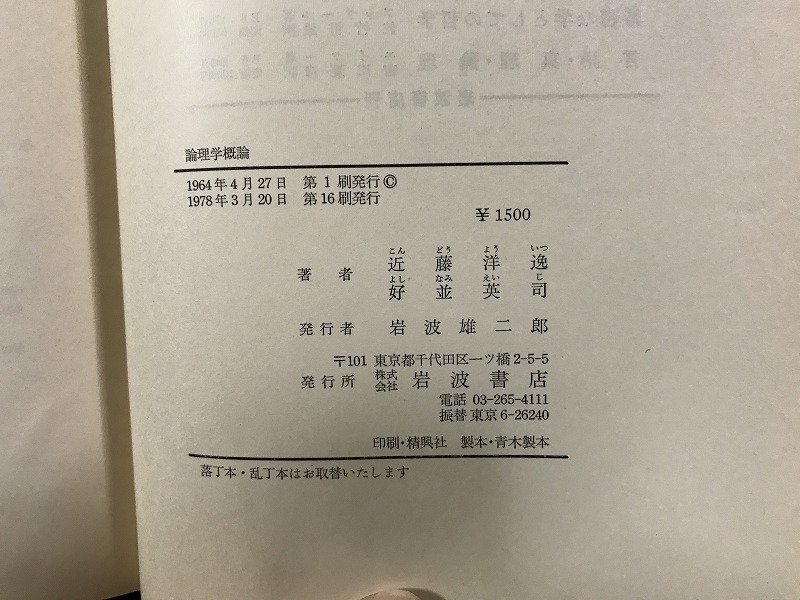 論理学概論
1964年4月27日 第1刷発行©
1978年3月20日 第16刷発行
¥1500
こん どう よう いつ
著者 近藤洋逸
よし なみ えい じ
好並英司
発行者 岩波雄二郎
〒101 東京都千代田区一ツ橋2-5-5
発行所 株式会社 岩波書店
電話 03-265-4111
振替 東京6-26240
印刷・精興社 製本・青木製本
落丁本・乱丁本はお取替いたします